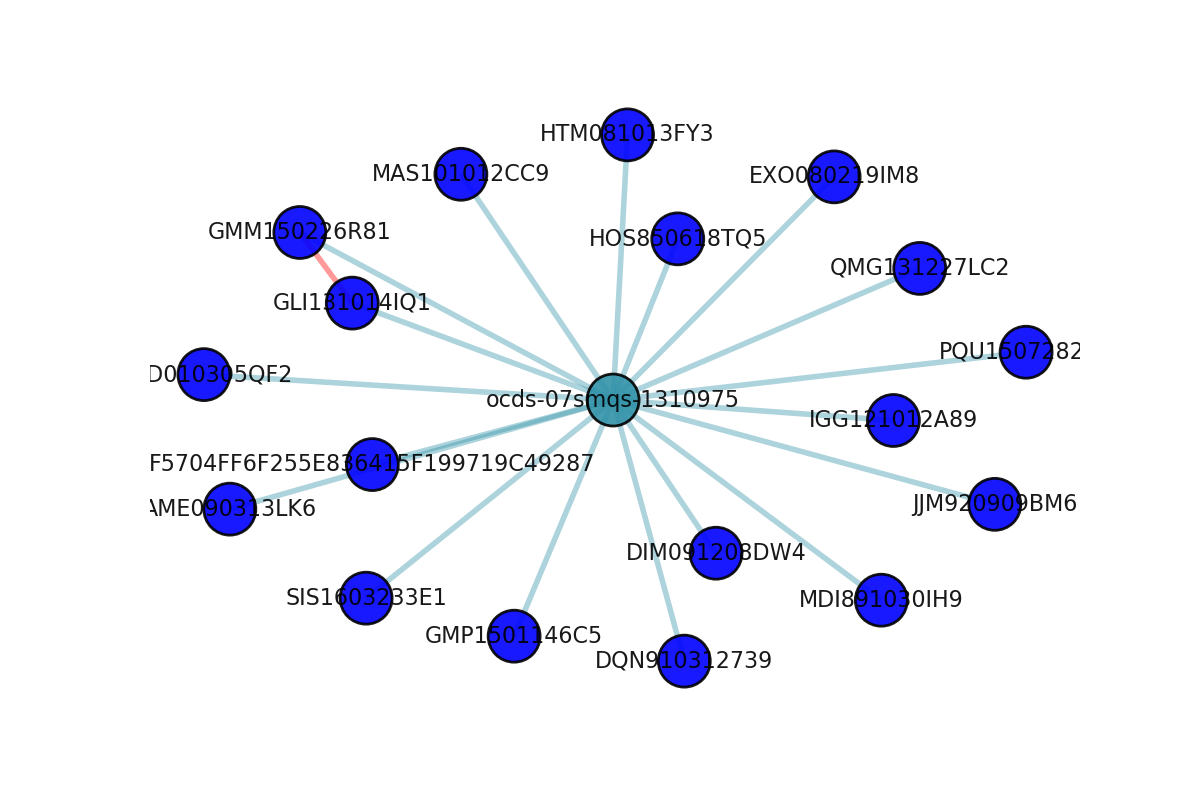 HTM081013FY3
MAS101012CC9
EXO080219IM8
GMM150226R81
HOS850618TQ5
QMG131227LC2
GLI131014IQ1
PQU1507282
D010305QF2
ocds-07smqs-1310975
IGG121012A89
F5704FF6F255E836415F199719C49287
AME090313LK6
JJM920909BM6
DIM091208DW4
SIS1603233E1
MDI891030IH9
GMP1501146C5
DQN910312739